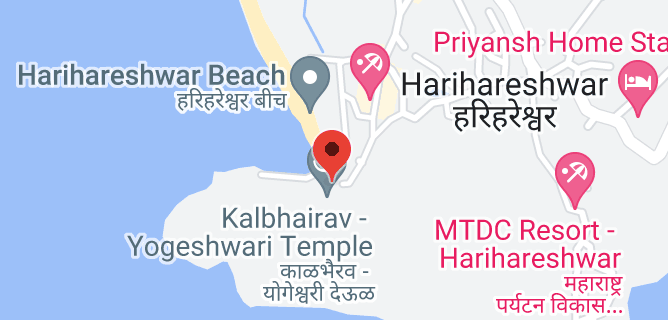 Priyansh Home Sta
Harihareshwar Beach
हरिहरेश्वर बीच
Harihareshwar
हरिहरेश्वर
Kalbhairav -
Yogeshwari Temple
काळभैरव -
योगेश्वरी देऊळ
MTDC Resort -
Harihareshwar
महाराष्ट्र
पर्यटन विकास...